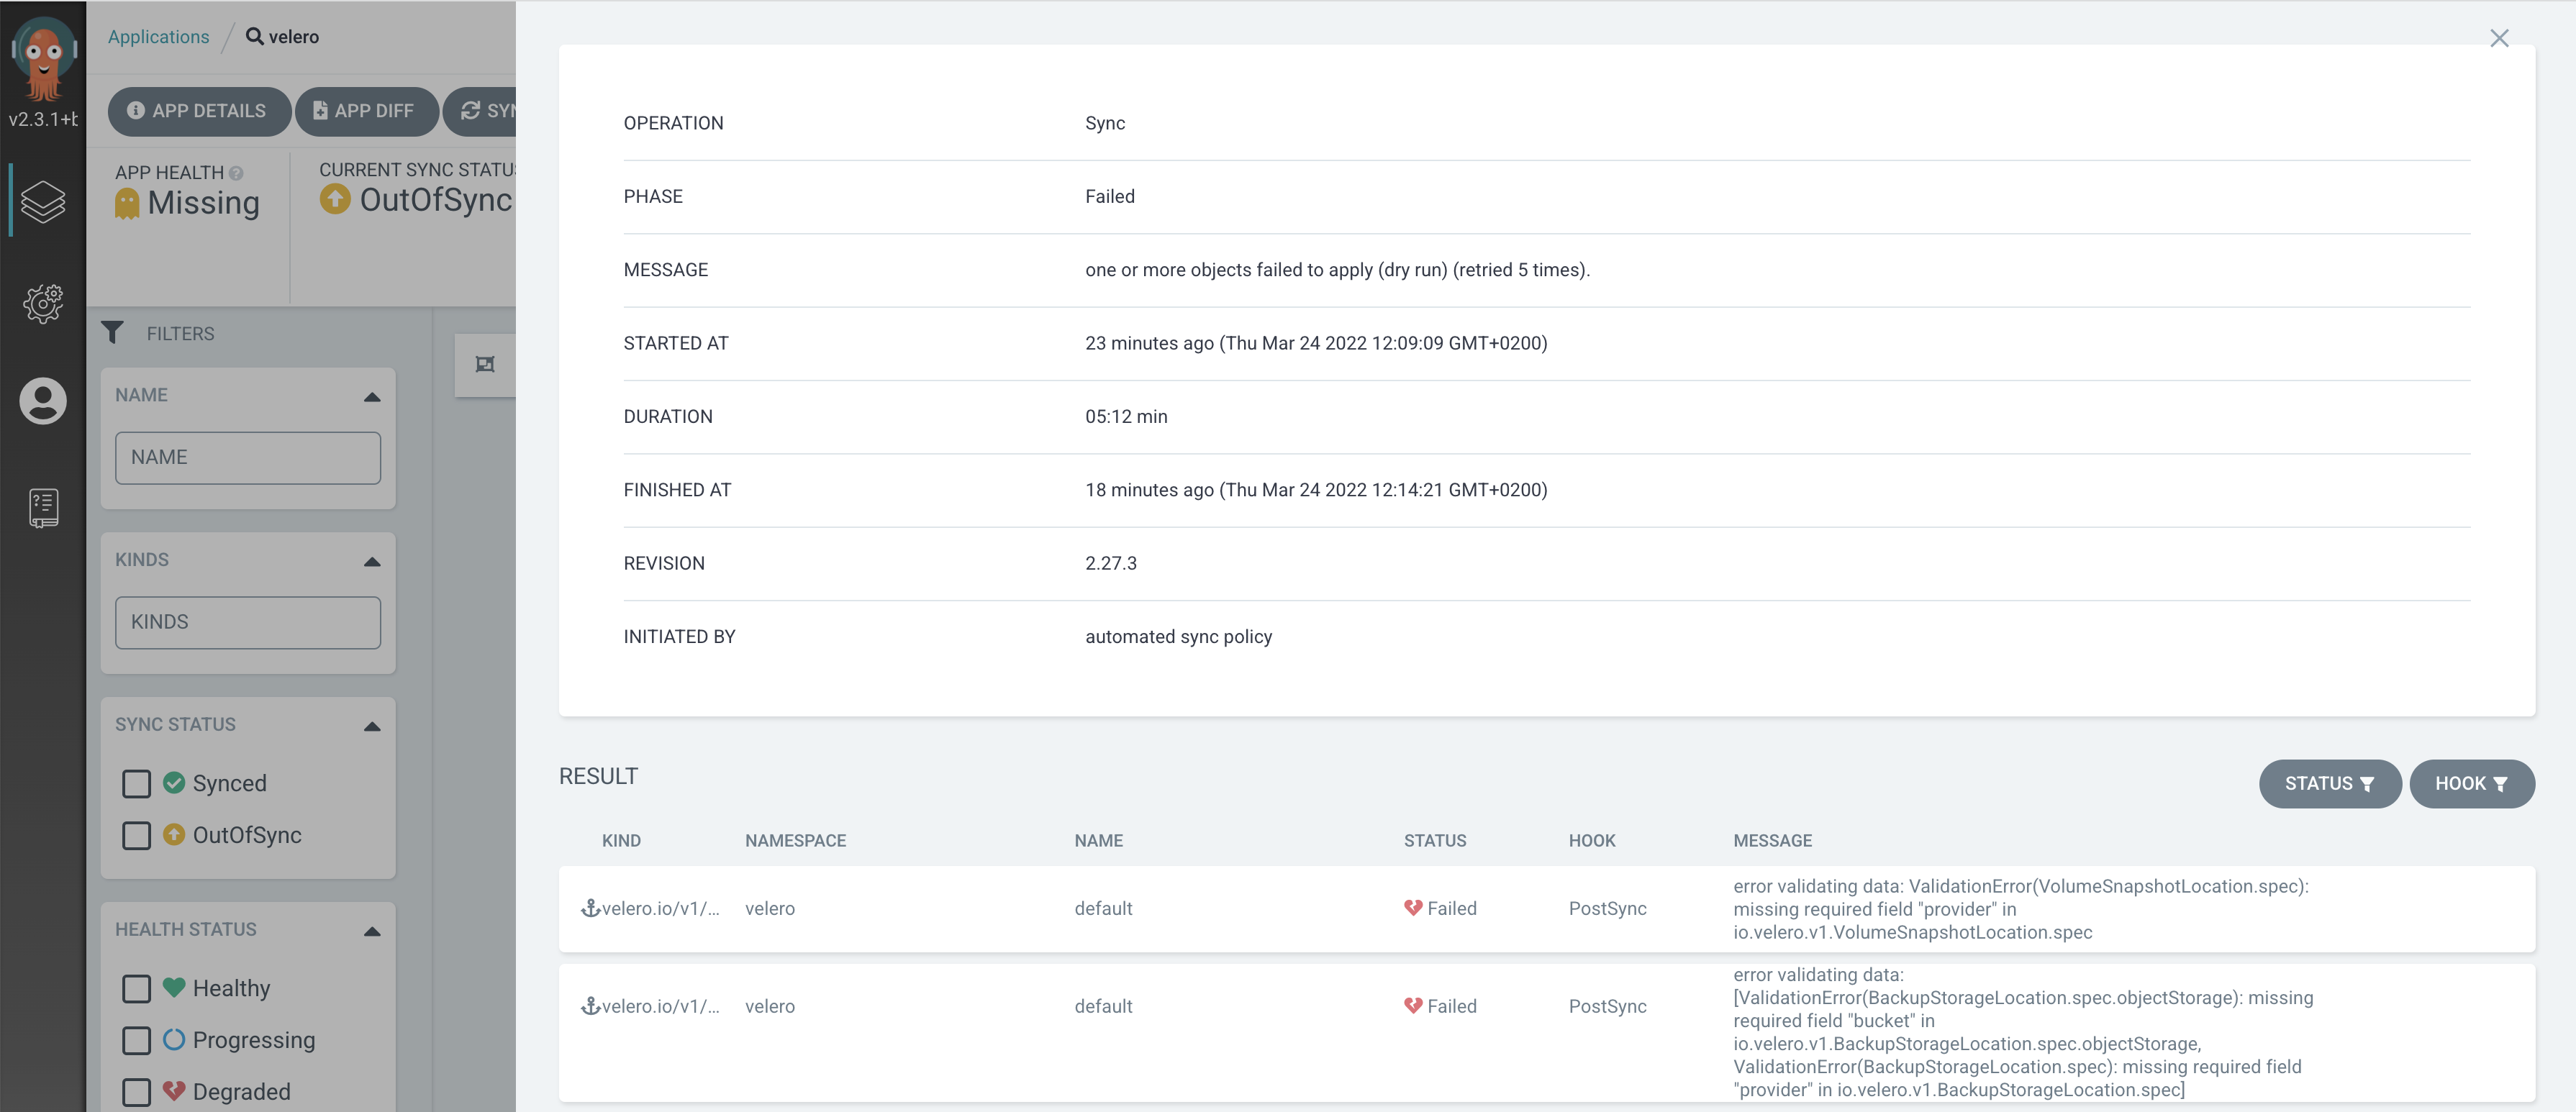 v2.3.1+b
Applications / velero
APP DETAILS
APP DIFF
SYN
APP HEALTH
Missing
CURRENT SYNC STATUS
OutOfSync
FILTERS
NAME
NAME
KINDS
KINDS
SYNC STATUS
Synced
OutOfSync
HEALTH STATUS
Healthy
Progressing
Degraded
OPERATION Sync
PHASE Failed
MESSAGE one or more objects failed to apply (dry run) (retried 5 times).
STARTED AT 23 minutes ago (Thu Mar 24 2022 12:09:09 GMT+0200)
DURATION 05:12 min
FINISHED AT 18 minutes ago (Thu Mar 24 2022 12:14:21 GMT+0200)
REVISION 2.27.3
INITIATED BY automated sync policy
RESULT
STATUS
HOOK
KIND NAMESPACE NAME STATUS HOOK MESSAGE
velero.io/v1/... velero default Failed PostSync
error validating data: ValidationError(VolumeSnapshotLocation.spec):
missing required field "provider" in
io.velero.v1.VolumeSnapshotLocation.spec
velero.io/v1/... velero default Failed PostSync
error validating data:
[ValidationError(BackupStorageLocation.spec.objectStorage): missing
required field "bucket" in
io.velero.v1.BackupStorageLocation.spec.objectStorage,
ValidationError(BackupStorageLocation.spec): missing required field
"provider" in io.velero.v1.BackupStorageLocation.spec]